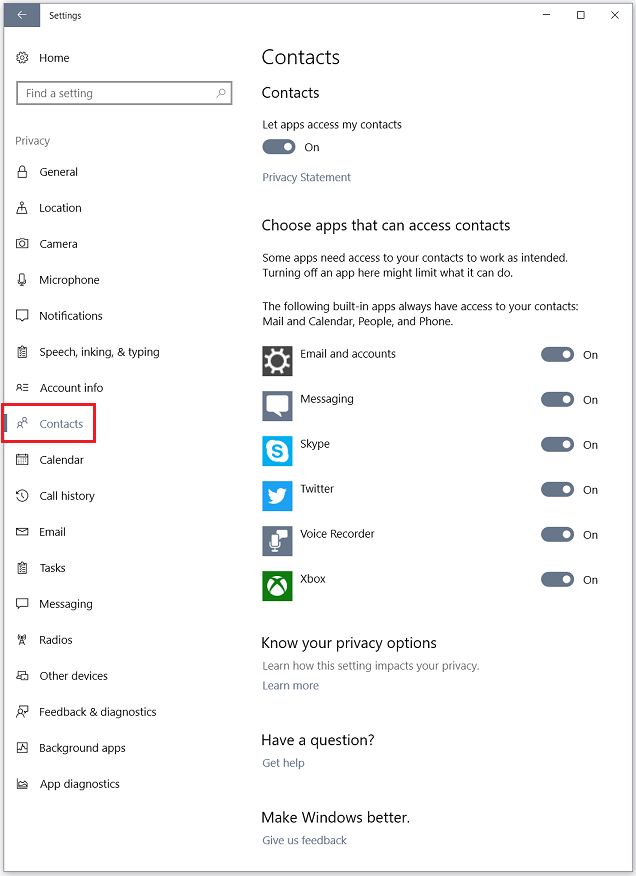 Settings
Home
Find a setting
Privacy
General
Location
Camera
Microphone
Notifications
Speech, inking, & typing
Account info
Contacts
Calendar
Call history
Email
Tasks
Messaging
Radios
Other devices
Feedback & diagnostics
Background apps
App diagnostics
Contacts
Contacts
Let apps access my contacts
On
Privacy Statement
Choose apps that can access contacts
Some apps need access to your contacts to work as intended.
Turning off an app here might limit what it can do.
The following built-in apps always have access to your contacts:
Mail and Calendar, People, and Phone.
Email and accounts On
Messaging On
Skype On
Twitter On
Voice Recorder On
Xbox On
Know your privacy options
Learn how this setting impacts your privacy.
Learn more
Have a question?
Get help
Make Windows better.
Give us feedback